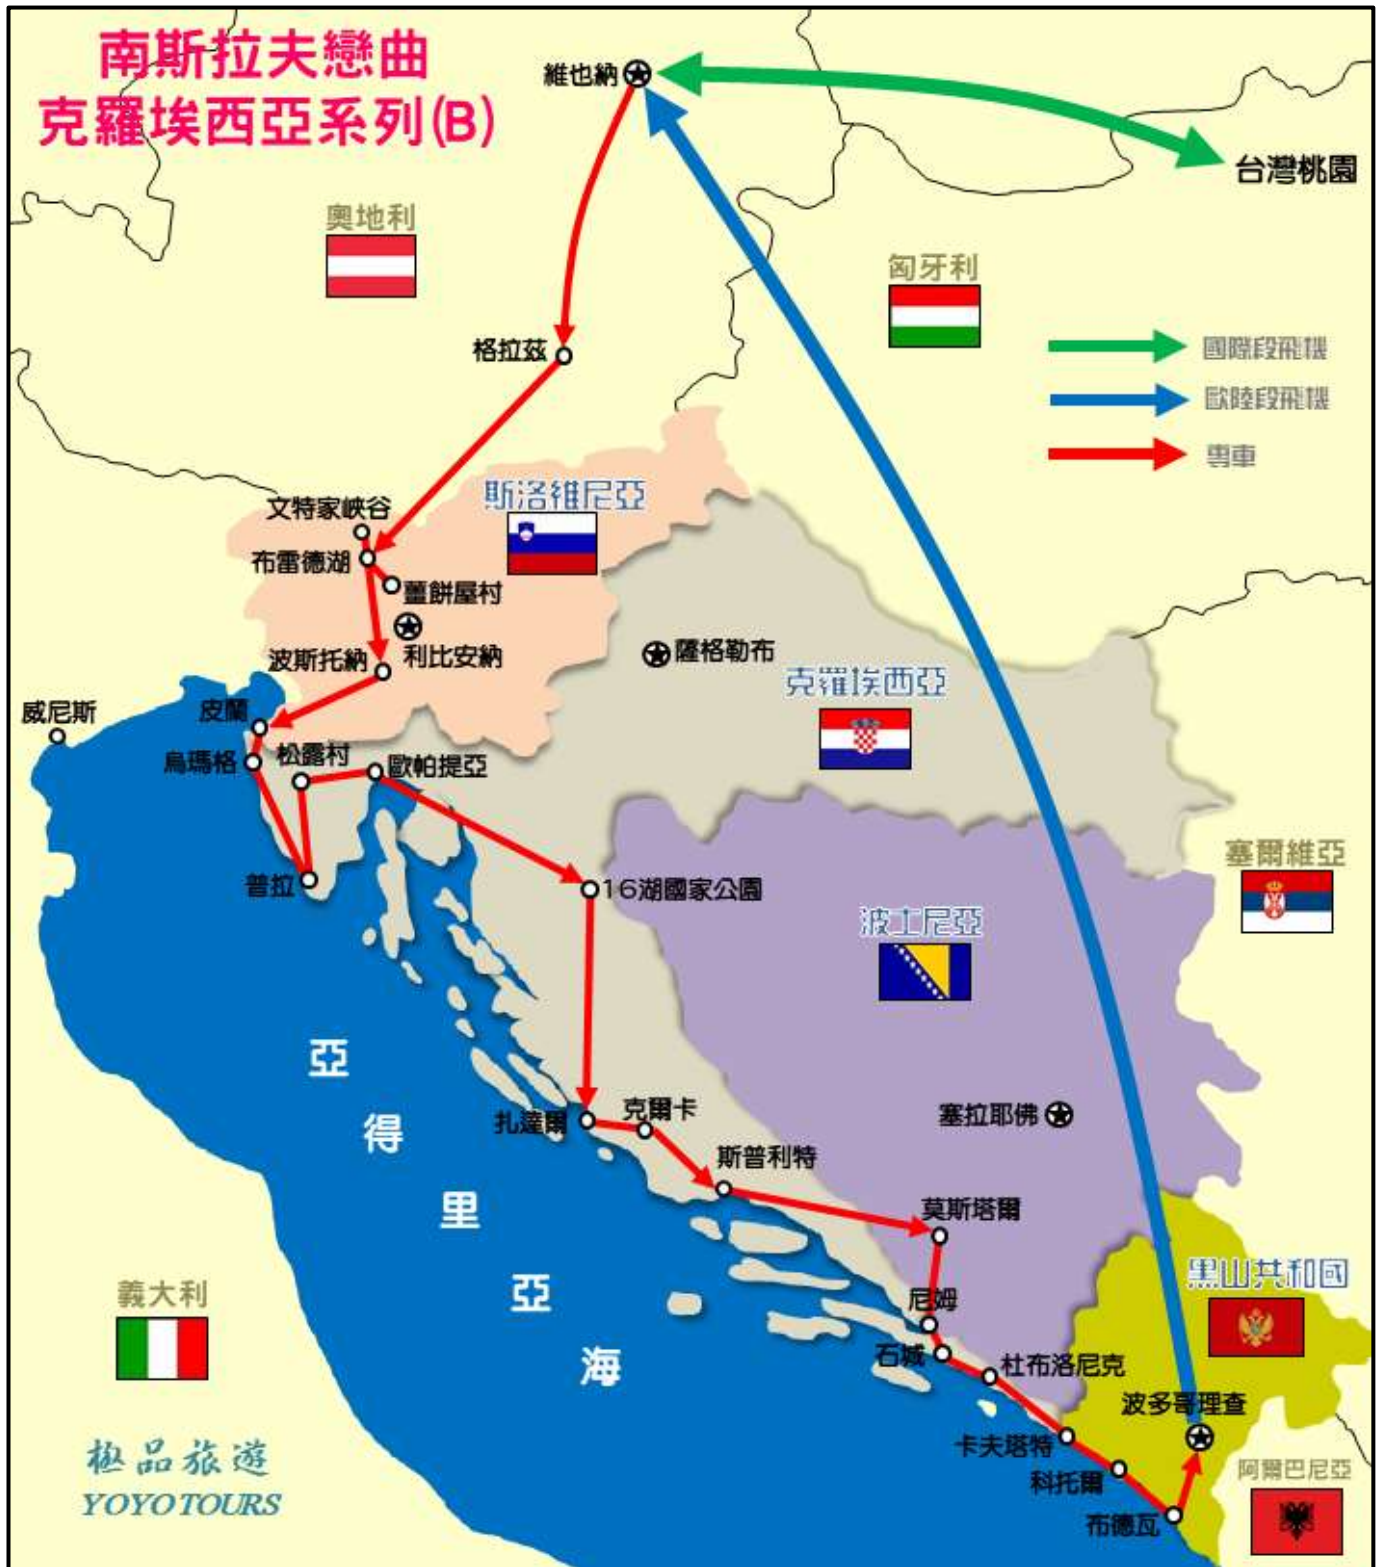 南斯拉夫戀曲
克羅埃西亞系列(B)
維也納
台灣桃園
奧地利
匈牙利
國際段飛機
歐陸段飛機
專車
格拉茲
斯洛維尼亞
文特家峽谷
布雷德湖
薑餅屋村
利比安納
波斯托納
薩格勒布
克羅埃西亞
威尼斯
皮蘭
烏瑪格
松露村
歐帕提亞
普拉
16湖國家公園
塞爾維亞
波士尼亞
亞得里亞海
扎達爾
克爾卡
塞拉耶佛
斯普利特
莫斯塔爾
義大利
尼姆
黑山共和國
石城
杜布洛尼克
波多哥理查
卡夫塔特
科托爾
阿爾巴尼亞
布德瓦
極品旅遊
YOYO TOURS